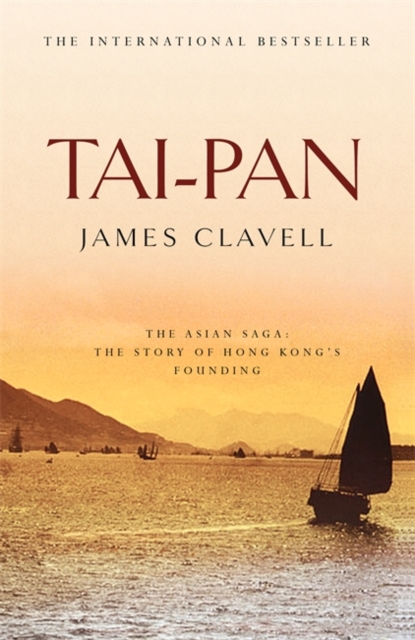 THE INTERNATIONAL BESTSELLER
TAI-PAN
JAMES CLAVELL
THE ASIAN SAGA:
THE STORY OF HONG KONG'S
FOUNDING